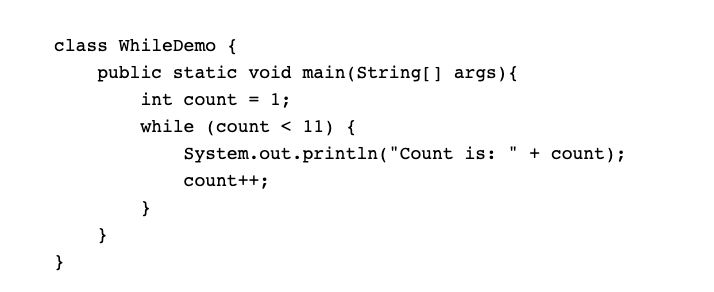 class WhileDemo {
    public static void main(String[] args){
        int count = 1;
        while (count < 11) {
            System.out.println("Count is: " + count);
            count++;
        }
    }
}